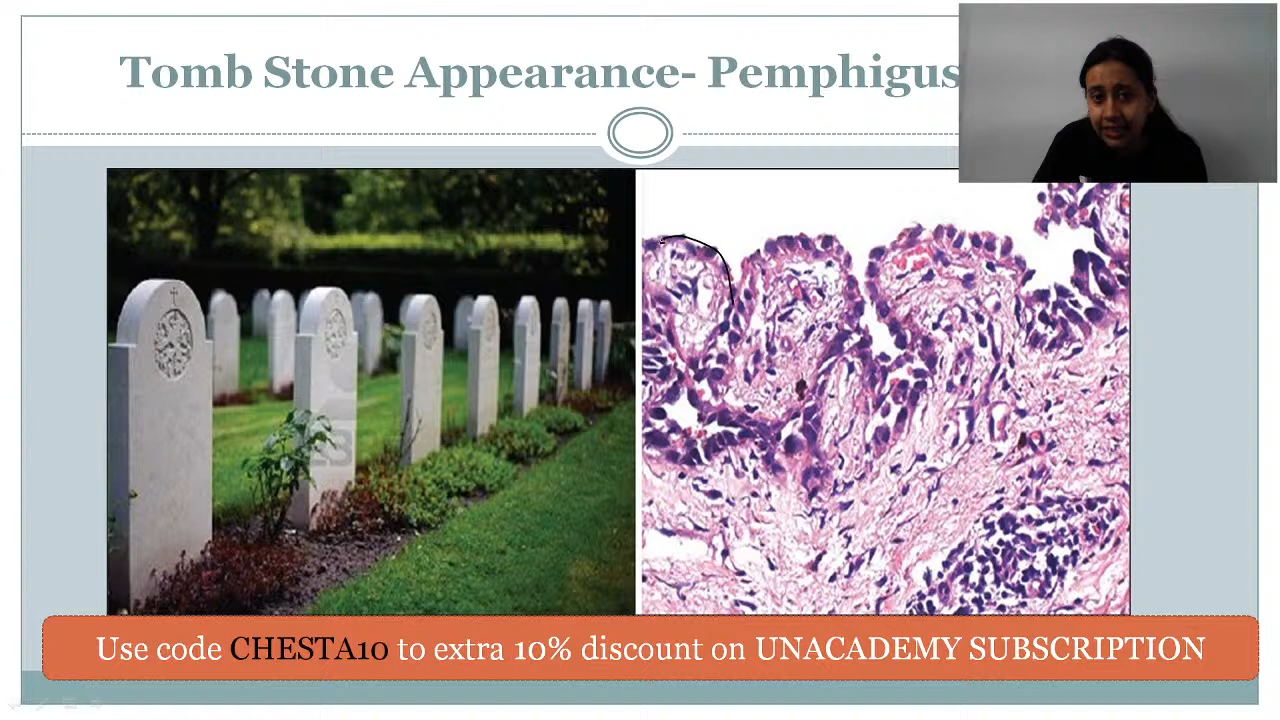 Tomb Stone Appearance- Pemphigus
Use code CHESTA10 to extra 10% discount on UNACADEMY SUBSCRIPTION